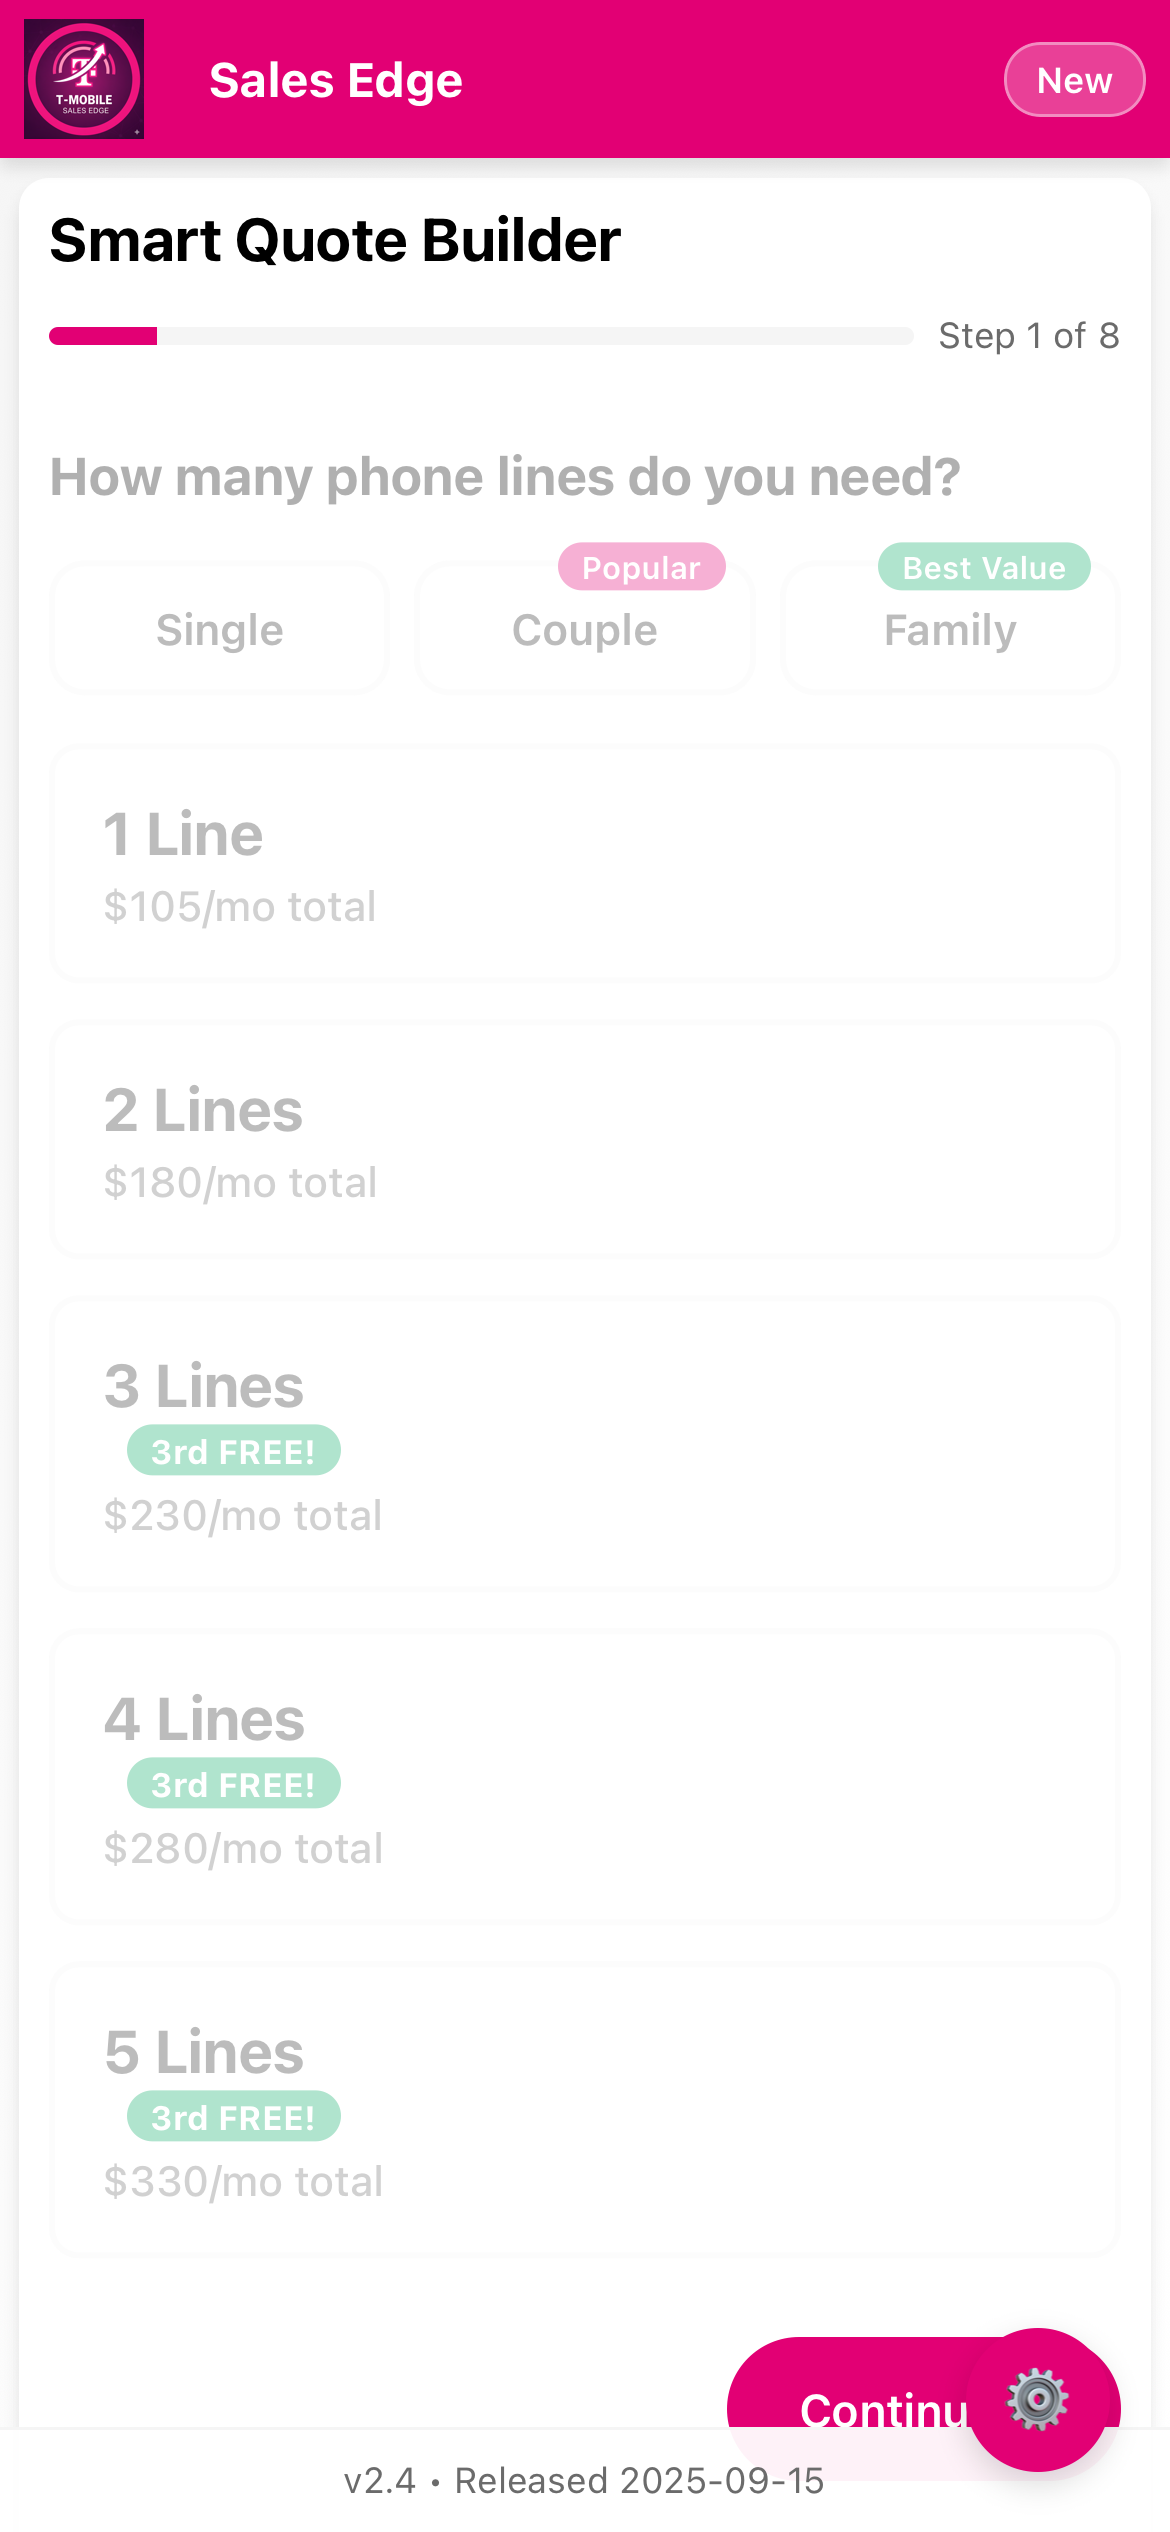 T
T-MOBILE
SALES EDGE
Sales Edge
New
Smart Quote Builder
Step 1 of 8
How many phone lines do you need?
Popular
Best Value
Single
Couple
Family
1 Line
$105/mo total
2 Lines
$180/mo total
3 Lines
3rd FREE!
$230/mo total
4 Lines
3rd FREE!
$280/mo total
5 Lines
3rd FREE!
$330/mo total
Continu
v2.4 • Released 2025-09-15